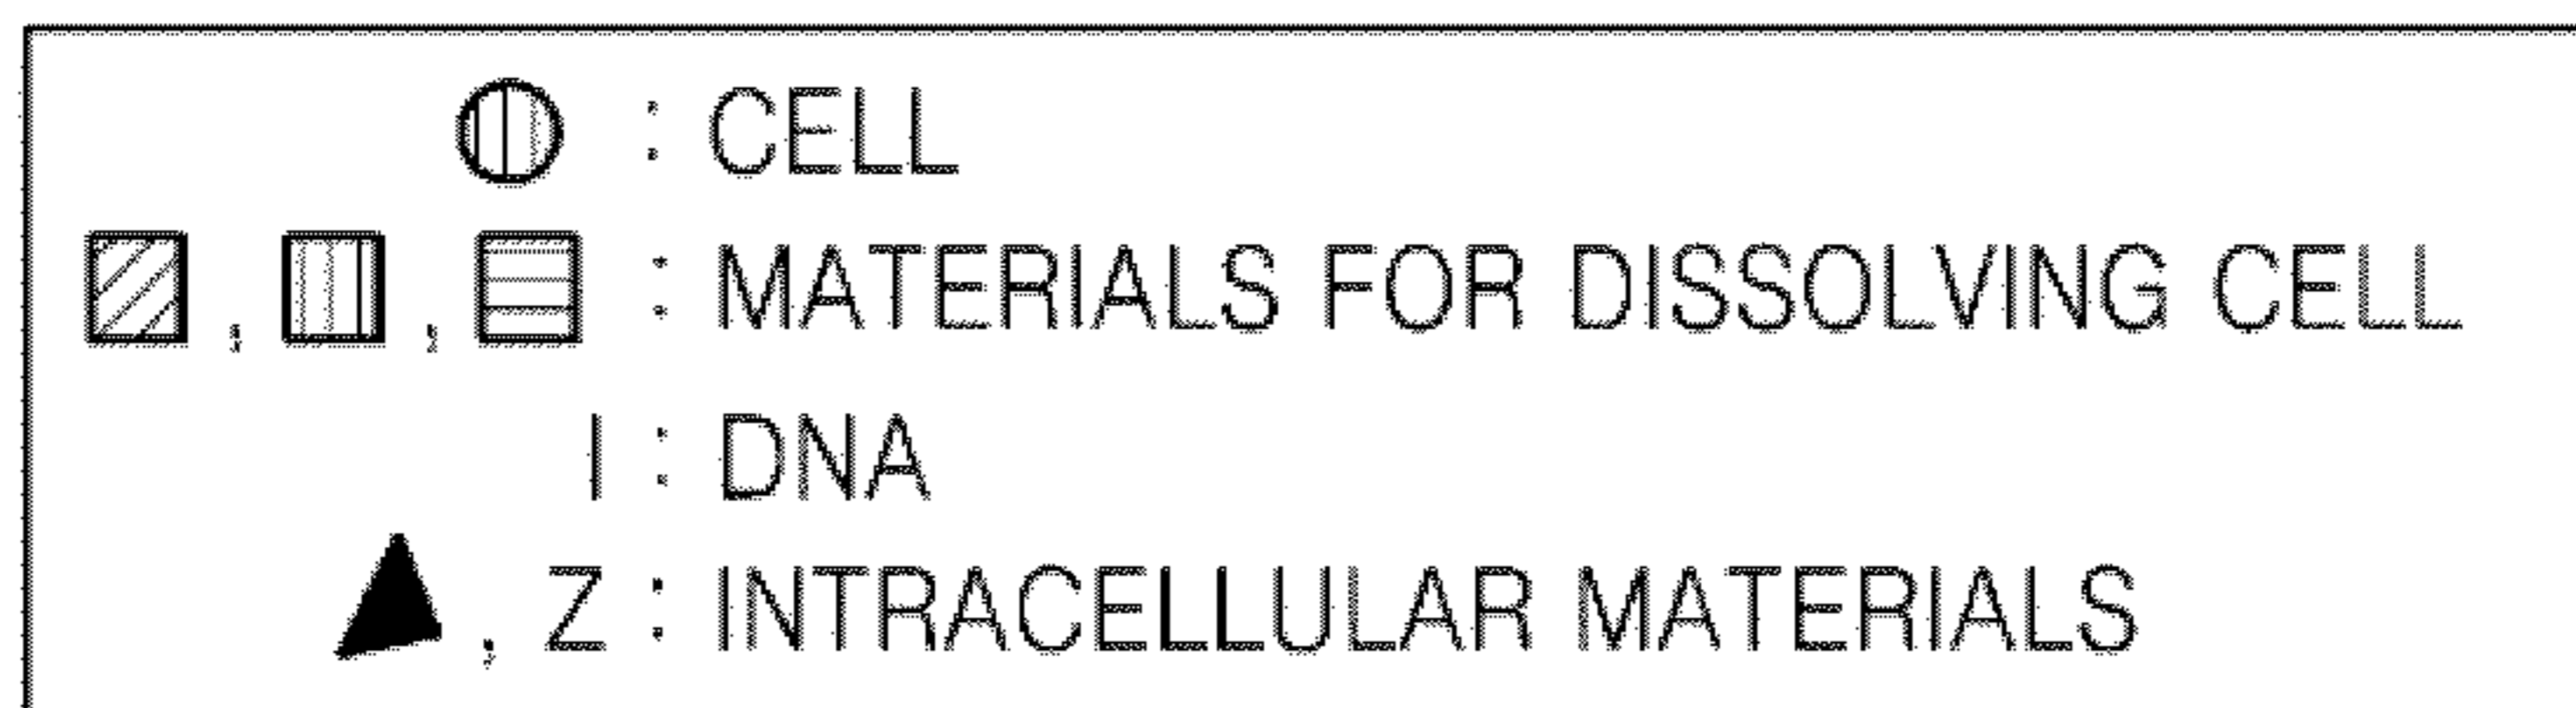 : CELL
, , : MATERIALS FOR DISSOLVING CELL
I : DNA
, Z : INTRACELLULAR MATERIALS